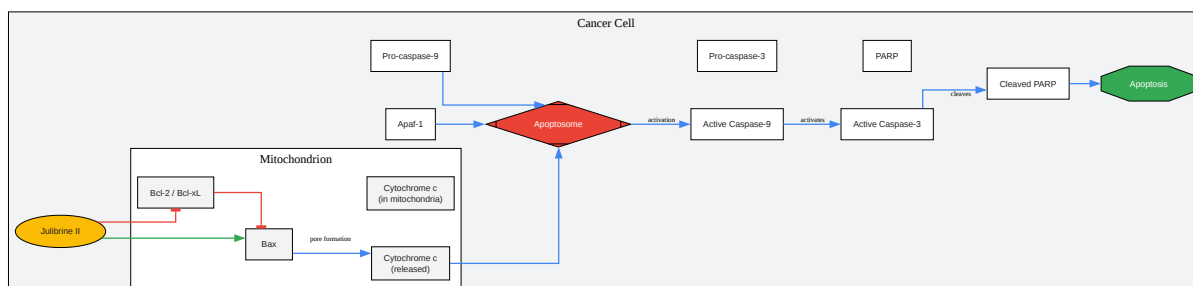 Cancer Cell
Pro-caspase-9
Pro-caspase-3
PARP
Cleaved PARP
Apoptosis
cleaves
Apaf-1
Apoptosome
activation
Active Caspase-9
activates
Active Caspase-3
Mitochondrion
Bcl-2 / Bcl-xL
Cytochrome c
(in mitochondria)
Julibrine II
Bax
pore formation
Cytochrome c
(released)